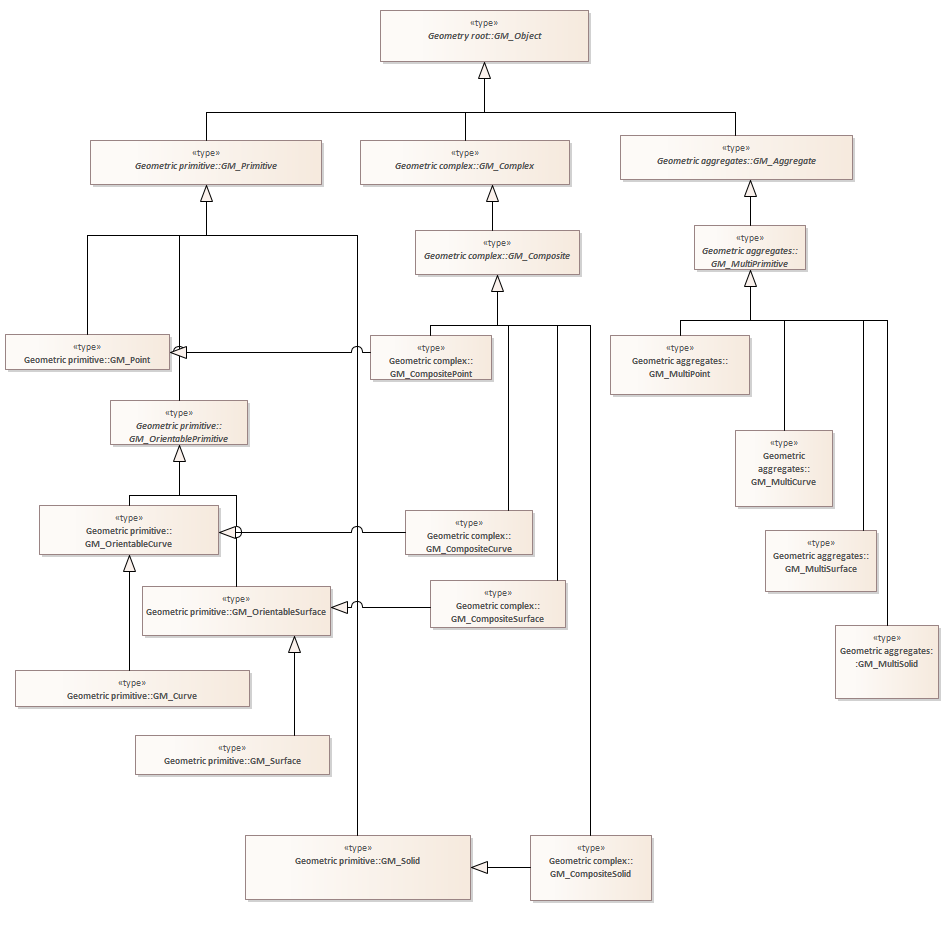 «type»
Geometry root::GM_Object
«type»
Geometric primitive::GM_Primitive
«type»
Geometric complex::GM_Complex
«type»
Geometric aggregates::GM_Aggregate
«type»
Geometric complex::GM_Composite
«type»
Geometric aggregates::
GM_MultiPrimitive
«type»
Geometric primitive::GM_Point
«type»
Geometric complex::
GM_CompositePoint
«type»
Geometric aggregates::
GM_MultiPoint
«type»
Geometric primitive::
GM_OrientablePrimitive
«type»
Geometric
aggregates::
GM_MultiCurve
«type»
Geometric primitive::
GM_OrientableCurve
«type»
Geometric complex::
GM_CompositeCurve
«type»
Geometric aggregates::
GM_MultiSurface
«type»
Geometric primitive::GM_OrientableSurface
«type»
Geometric complex::
GM_CompositeSurface
«type»
Geometric aggregates:
:GM_MultiSolid
«type»
Geometric primitive::GM_Curve
«type»
Geometric primitive::GM_Surface
«type»
Geometric primitive::GM_Solid
«type»
Geometric complex::
GM_CompositeSolid